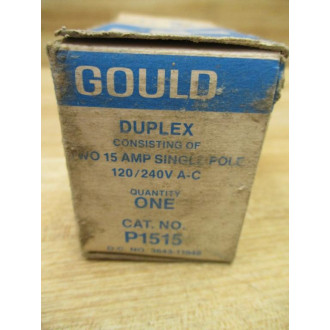 GOULD
DUPLEX
CONSISTING OF
TWO 15 AMP SINGLE POLE
120/240V A-C
QUANTITY
ONE
CAT. NO.
P1515